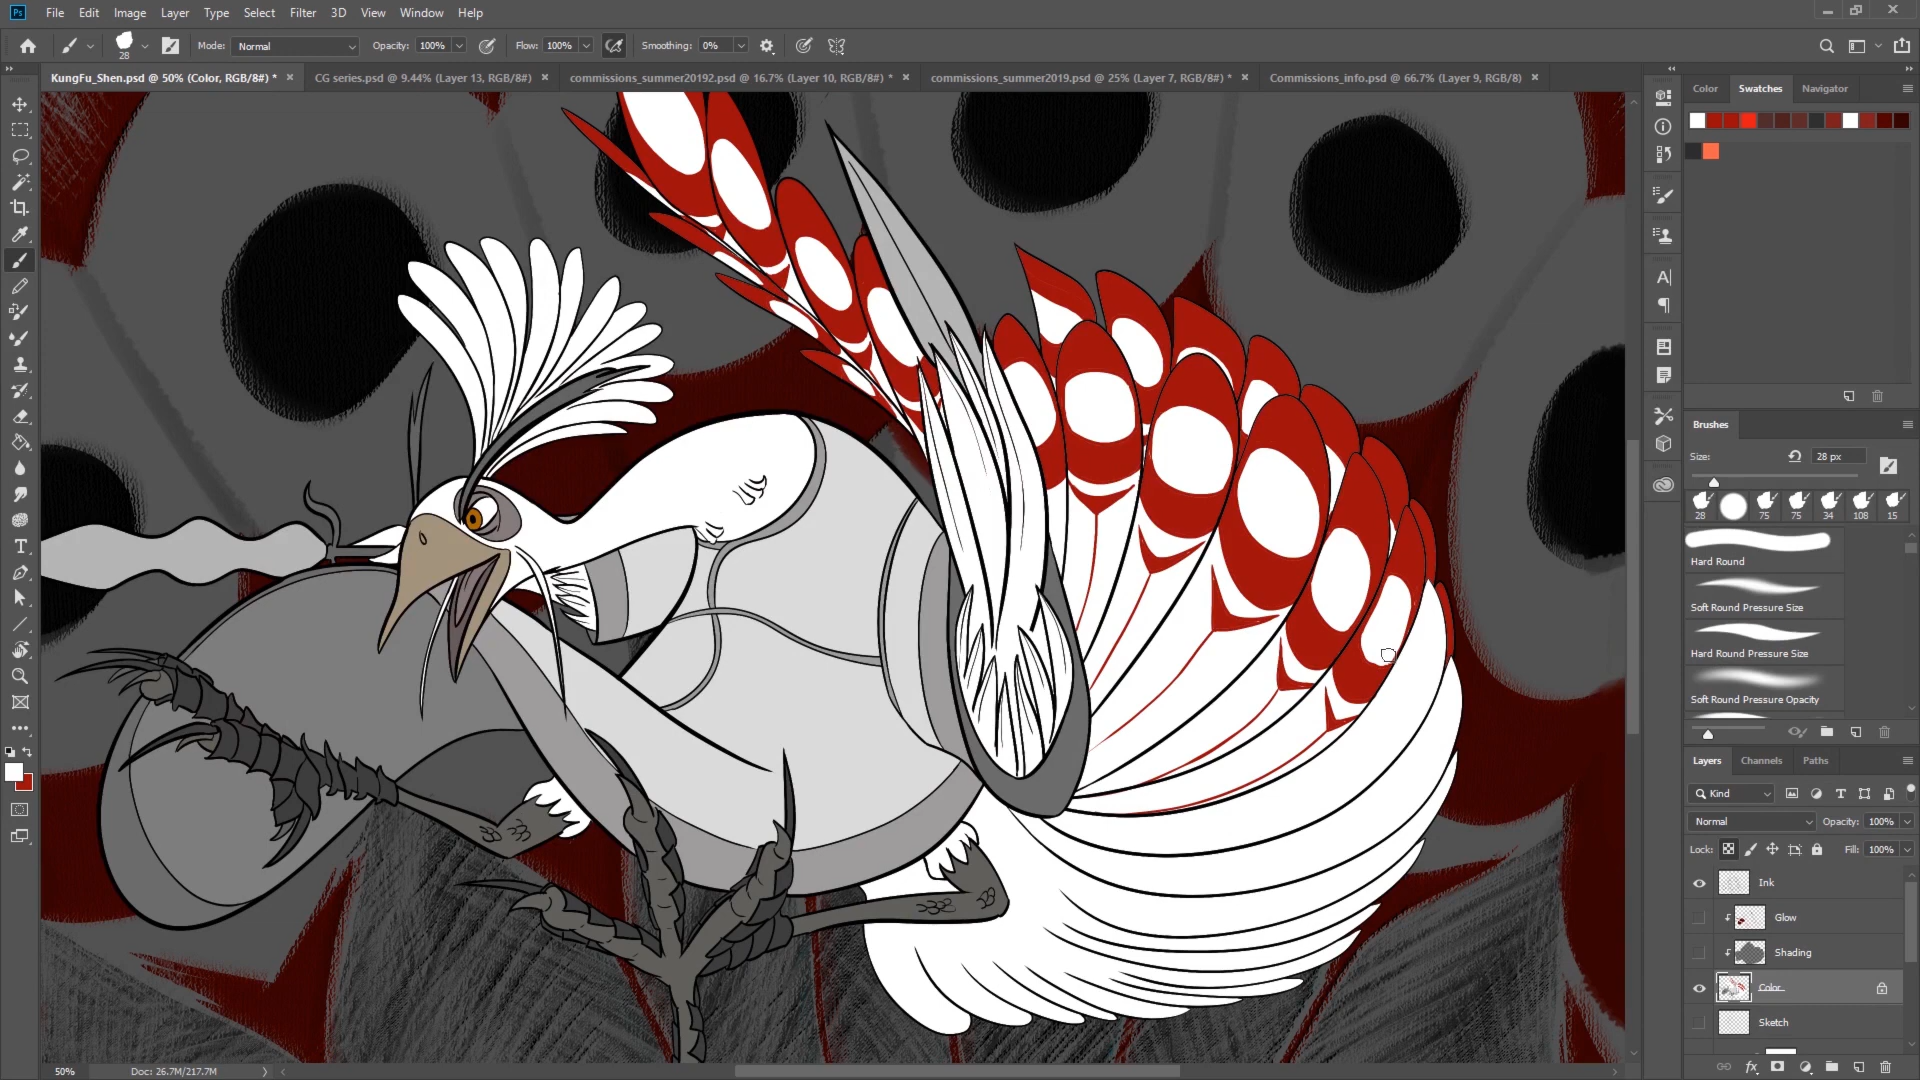 Ps File Edit Image Layer Type Select Filter 3D View Window Help
28 Mode: Normal Opacity: 100% Flow: 100% Smoothing: 0%
KungFu_Shen.psd @ 50% (Color, RGB/8#) * CG series.psd @ 9.44% (Layer 13, RGB/8#) commissions_summer20192.psd @ 16.7% (Layer 10, RGB/8#) * commissions_summer2019.psd @ 25% (Layer 7, RGB/8#) * Commissions_info.psd @ 66.7% (Layer 9, RGB/8)
Color Swatches Navigator
Brushes
Size: 28 px
28 75 75 34 108 15
Hard Round
Soft Round Pressure Size
Hard Round Pressure Size
Soft Round Pressure Opacity
Layers Channels Paths
Kind
Normal Opacity: 100%
Lock: Fill: 100%
Ink
Glow
Shading
Color
Sketch
50% Doc: 26.7M/217.7M